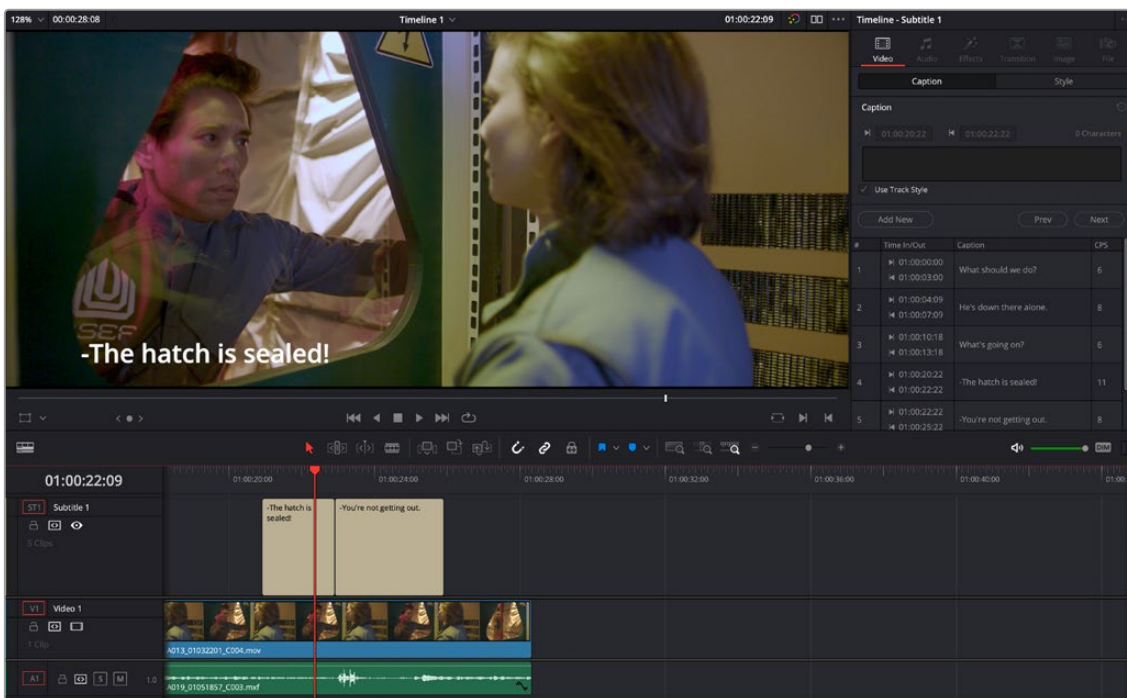 128% 00:00:28:08 Timeline 1 01:00:22:09 Timeline - Subtitle 1
Video Audio Effects Transition Image File
Caption Style
Caption
01:00:20:22 01:00:22:22 0 Characters
Use Track Style
Add New Prev Next
# Time In/Out Caption CPS
1 01:00:00:00 What should we do? 6
01:00:03:00
2 01:00:04:09 He's down there alone. 8
01:00:07:09
3 01:00:10:18 What's going on? 6
01:00:13:18
4 01:00:20:22 -The hatch is sealed! 11
01:00:22:22
5 01:00:22:22 -You're not getting out. 8
01:00:25:22
SEF
-The hatch is sealed!
DIM
01:00:22:09
01:00:20:00 01:00:24:00 01:00:28:00 01:00:32:00 01:00:36:00 01:00:40:00 01:00
ST1 Subtitle 1
5 Clips
-The hatch is
sealed!
-You're not getting out.
V1 Video 1
1 Clip
A013_01032201_C004.mov
A1 S M 1.0
A019_01051857_C003.mxf